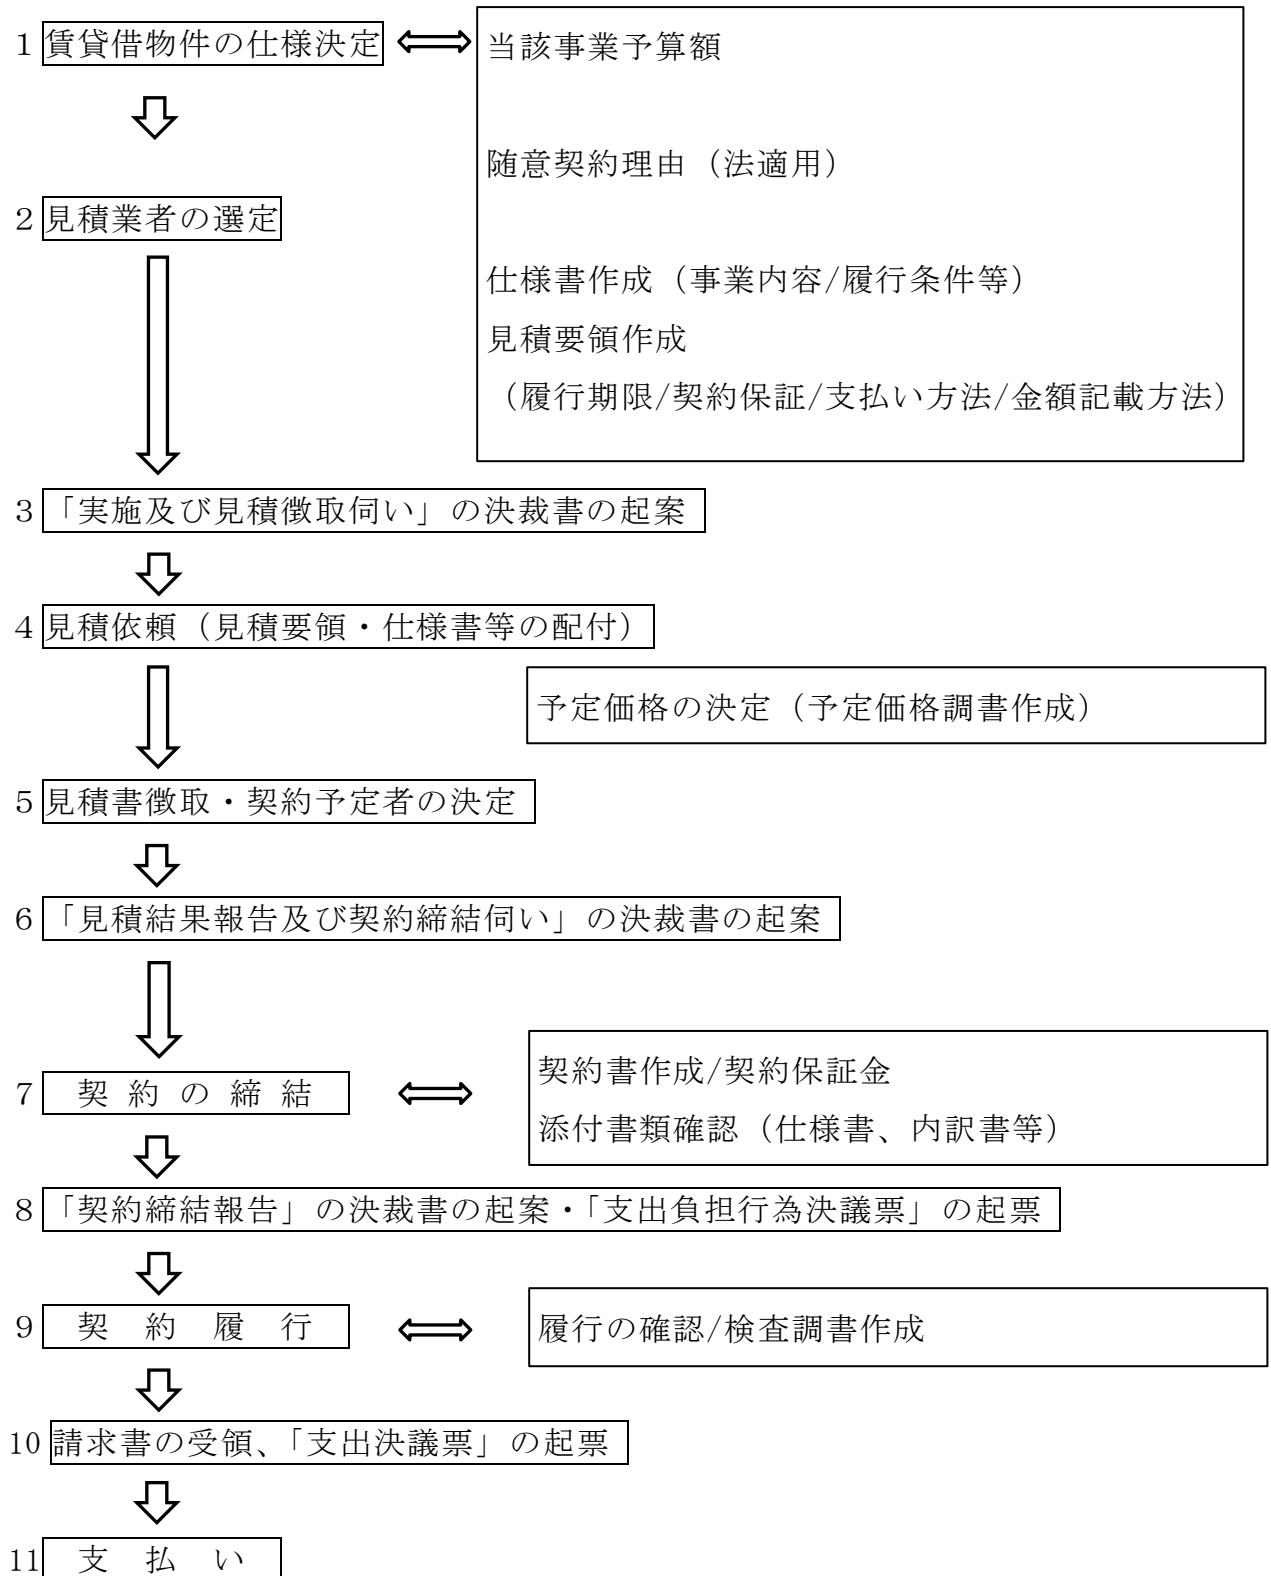 1 賃貸借物件の仕様決定
当該事業予算額
随意契約理由（法適用）
2 見積業者の選定
仕様書作成（事業内容/履行条件等）
見積要領作成
（履行期限/契約保証/支払い方法/金額記載方法）
3 「実施及び見積徴取伺い」の決裁書の起案
4 見積依頼（見積要領・仕様書等の配付）
予定価格の決定（予定価格調書作成）
5 見積書徴取・契約予定者の決定
6 「見積結果報告及び契約締結伺い」の決裁書の起案
7 契 約 の 締 結
契約書作成/契約保証金
添付書類確認（仕様書、内訳書等）
8 「契約締結報告」の決裁書の起案・「支出負担行為決議票」の起票
9 契 約 履 行
履行の確認/検査調書作成
10 請求書の受領、「支出決議票」の起票
11 支 払 い